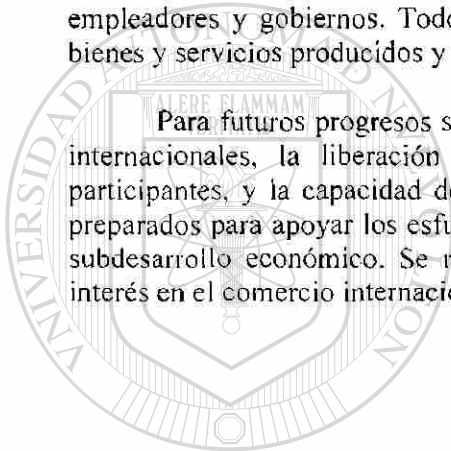 empleadores y gobiernos. Todo
bienes y servicios producidos y
ALERE FLAMMAM
Para futuros progresos s
internacionales, la liberación
participantes, y la capacidad de
preparados para apoyar los esfu
subdesarrollo económico. Se r
interés en el comercio internacio